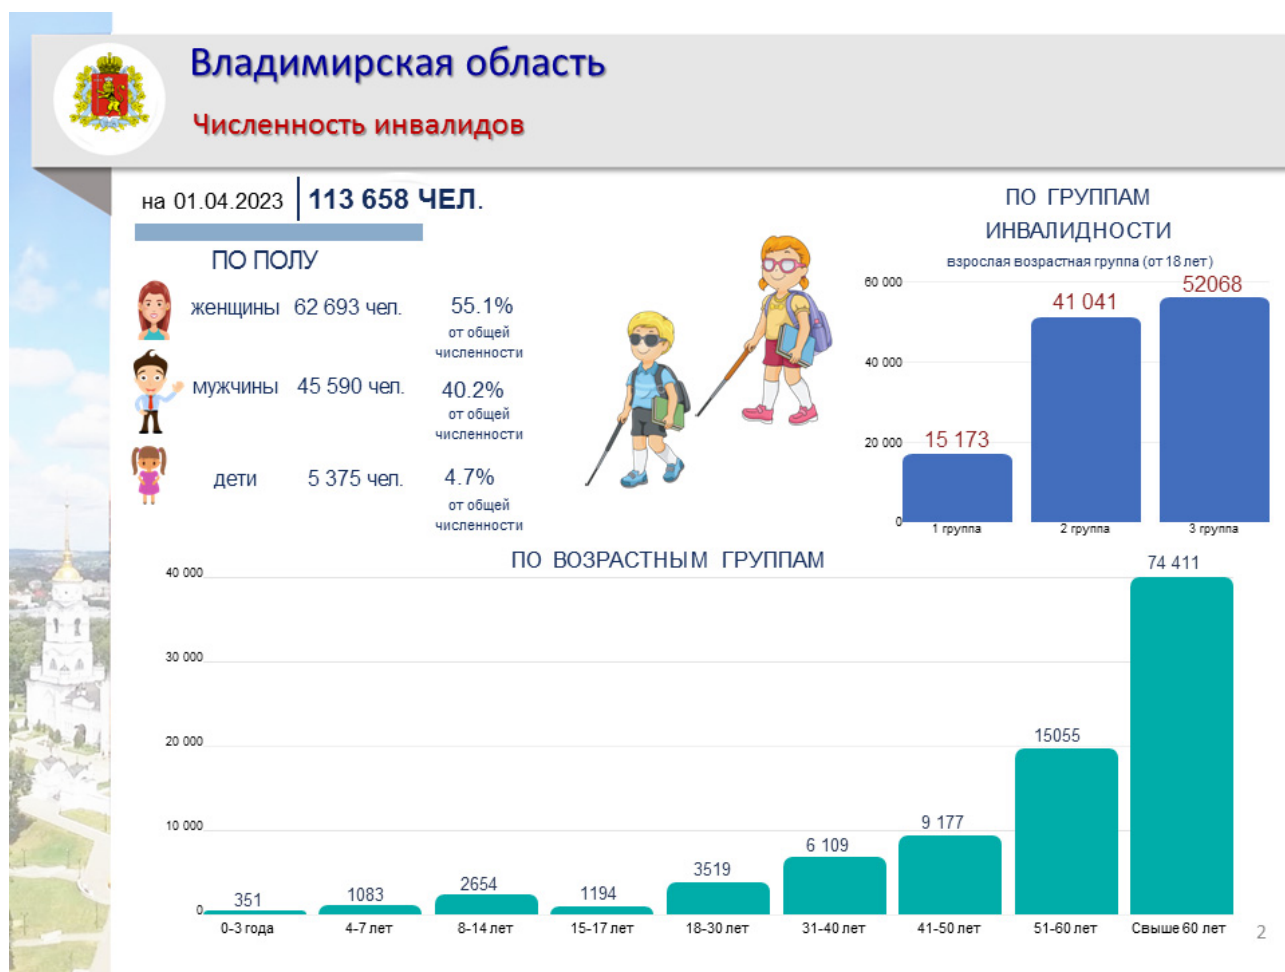 Владимирская область
Численность инвалидов
на 01.04.2023 113 658 ЧЕЛ.
ПО ПОЛУ
женщины 62 693 чел. 55.1%
от общей
численности
мужчины 45 590 чел. 40.2%
от общей
численности
дети 5 375 чел. 4.7%
от общей
численности
ПО ГРУППАМ
ИНВАЛИДНОСТИ
взрослая возрастная группа (от 18 лет)
60 000
52068
41 041
40 000
20 000
15 173
0
1 группа 2 группа 3 группа
ПО ВОЗРАСТНЫМ ГРУППАМ
40 000
30 000
20 000
10 000
0
351 1083 2654 1194 3519 6 109 9 177 15055 74 411
0-3 года 4-7 лет 8-14 лет 15-17 лет 18-30 лет 31-40 лет 41-50 лет 51-60 лет Свыше 60 лет
2